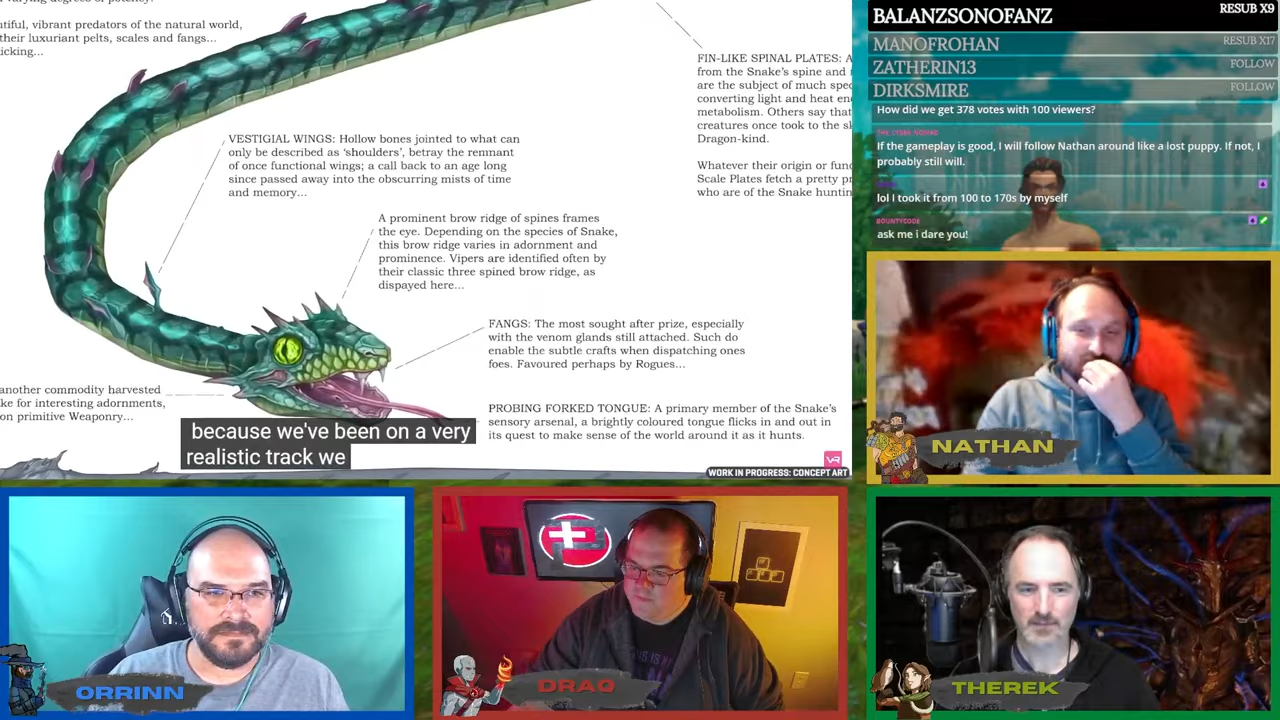 utiful, vibrant predators of the natural world,
their luxuriant pelts, scales and fangs...
icking...
VESTIGIAL WINGS: Hollow bones jointed to what can
only be described as 'shoulders', betray the remnant
of once functional wings; a call back to an age long
since passed away into the obscurring mists of time
and memory...
A prominent brow ridge of spines frames
the eye. Depending on the species of Snake,
this brow ridge varies in adornment and
prominence. Vipers are identified often by
their classic three spined brow ridge, as
dispayed here...
FANGS: The most sought after prize, especially
with the venom glands still attached. Such do
enable the subtle crafts when dispatching ones
foes. Favoured perhaps by Rogues...
PROBING FORKED TONGUE: A primary member of the Snake's
sensory arsenal, a brightly coloured tongue flicks in and out in
its quest to make sense of the world around it as it hunts.
another commodity harvested
ke for interesting adornments,
on primitive Weaponry...
FIN-LIKE SPINAL PLATES: A
from the Snake's spine and
are the subject of much spec
converting light and heat en
metabolism. Others say that
creatures once took to the sk
Dragon-kind.
Whatever their origin or func
Scale Plates fetch a pretty pr
who are of the Snake huntin
because we've been on a very
realistic track we
VR
WORK IN PROGRESS: CONCEPT ART
BALANZSONOFANZ RESUB X9
MANOFROHAN RESUB X17
ZATHERIN13 FOLLOW
DIRKSMIRE FOLLOW
How did we get 378 votes with 100 viewers?
THE CYBER NOMAD
If the gameplay is good, I will follow Nathan around like a lost puppy. If not, I
probably still will.
lol I took it from 100 to 170s by myself
BOUNTYCODE
ask me i dare you!
NATHAN
ORRINN
DRAQ
THEREK